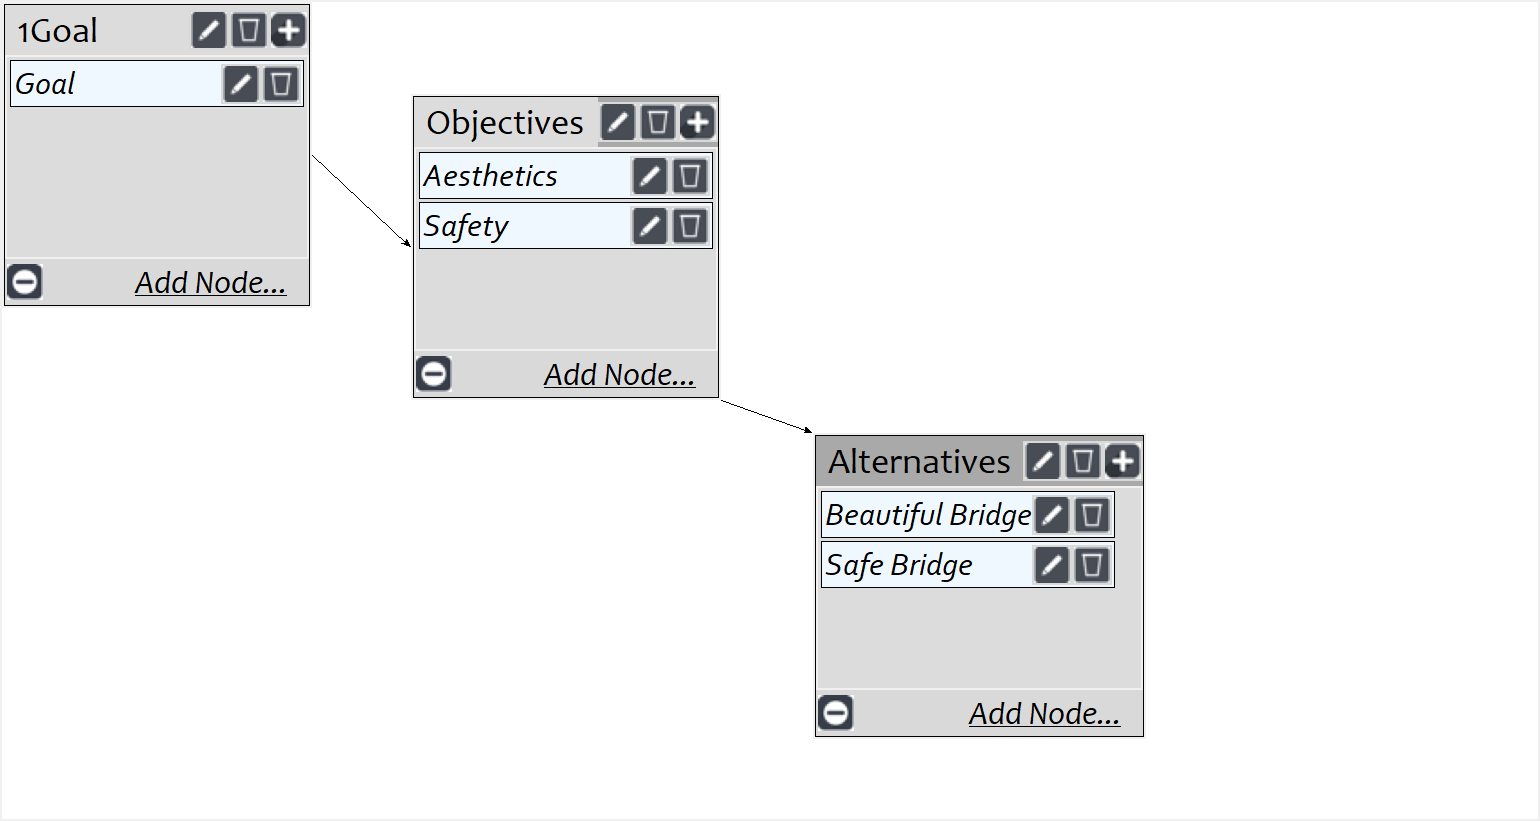 1Goal
Goal
Add Node...
Objectives
Aesthetics
Safety
Add Node...
Alternatives
Beautiful Bridge
Safe Bridge
Add Node...